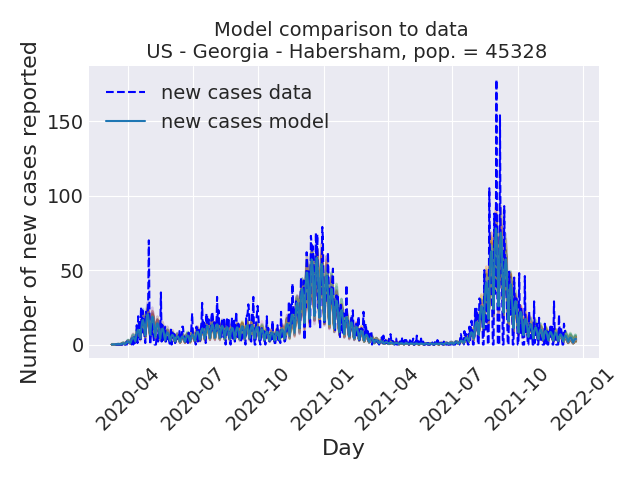 Model comparison to data
US - Georgia - Habersham, pop. = 45328
Number of new cases reported
new cases data
new cases model
150
100
50
0
2020-04
2020-07
2020-10
2021-01
2021-04
2021-07
2021-10
2022-01
Day